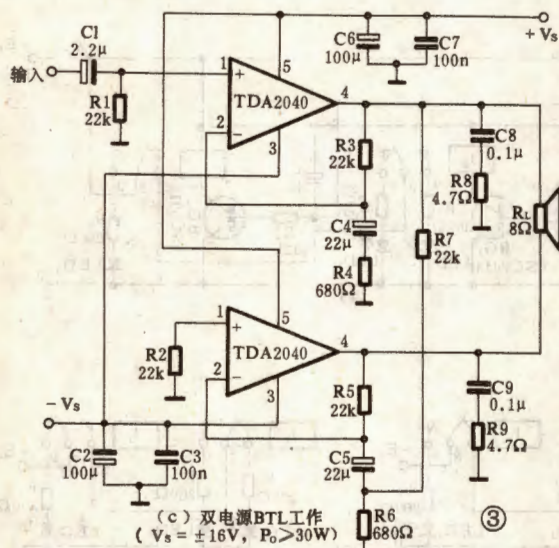 C1
2.2μ
输入
R1
22k
1
+
TDA2040
2
−
3
5
4
C6
100μ
C7
100n
+ Vs
R3
22k
C4
22μ
R4
680Ω
R7
22k
C8
0.1μ
R8
4.7Ω
RL
8Ω
R2
22k
1
+
TDA2040
2
−
3
5
4
− Vs
C2
100μ
C3
100n
R5
22k
C5
22μ
R6
680Ω
C9
0.1μ
R9
4.7Ω
(C) 双电源BTL工作
( Vs = ±16V, Po>30W )
③